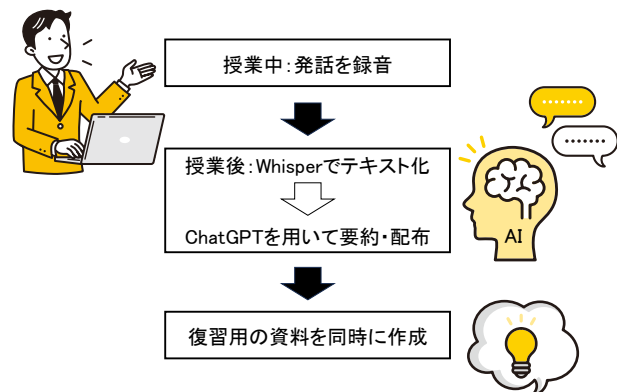 授業中：発話を録音
授業後：Whisperでテキスト化
ChatGPTを用いて要約・配布
AI
復習用の資料を同時に作成